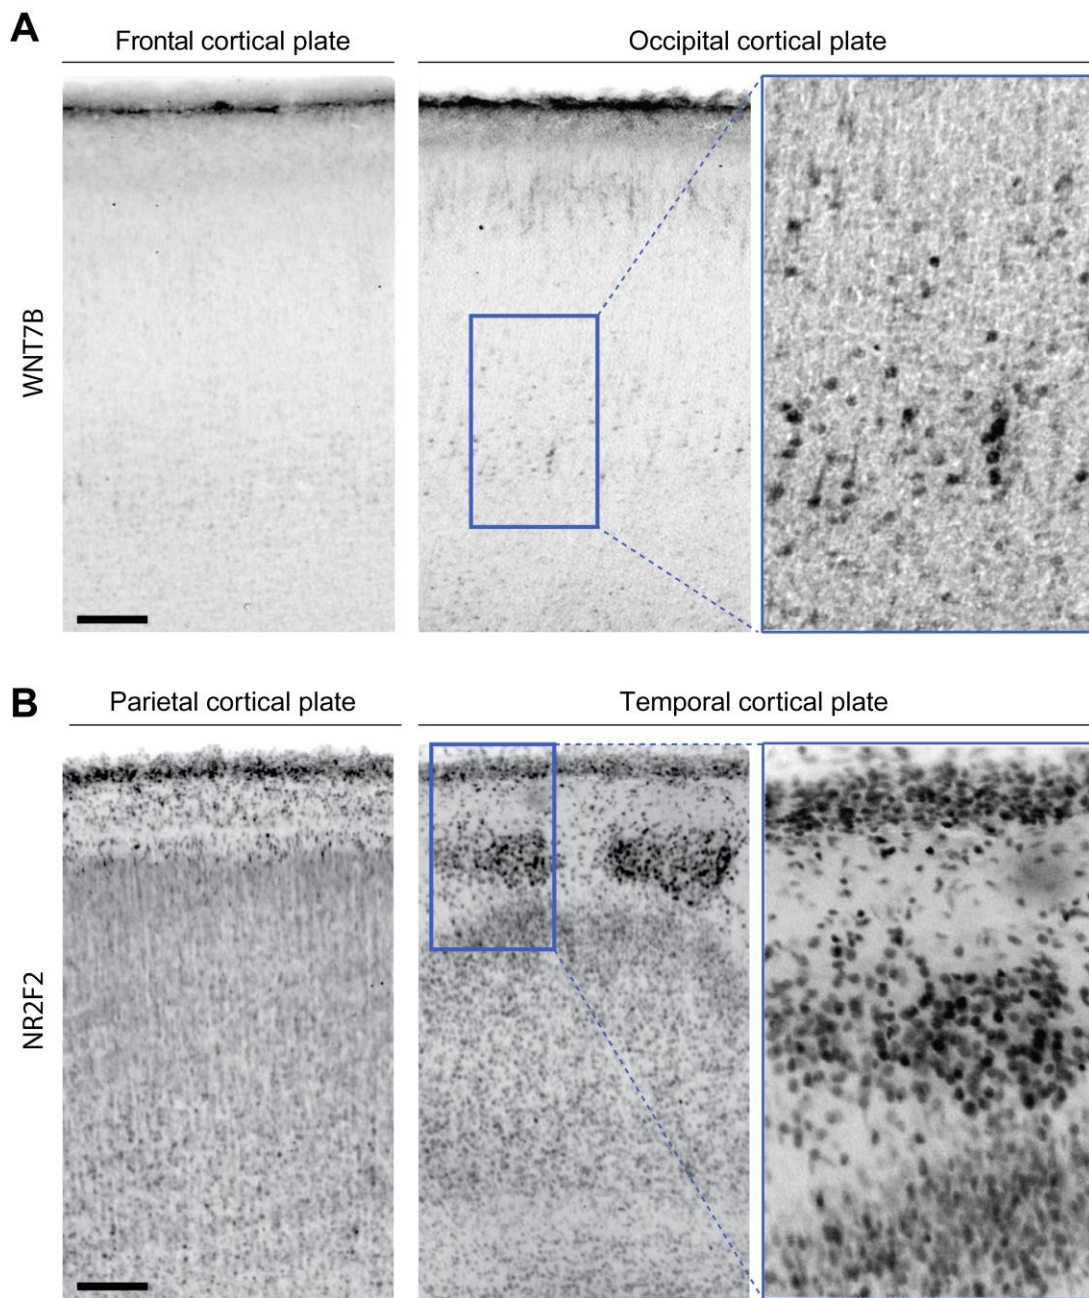 A
Frontal cortical plate
Occipital cortical plate
WNT7B
B
Parietal cortical plate
Temporal cortical plate
NR2F2